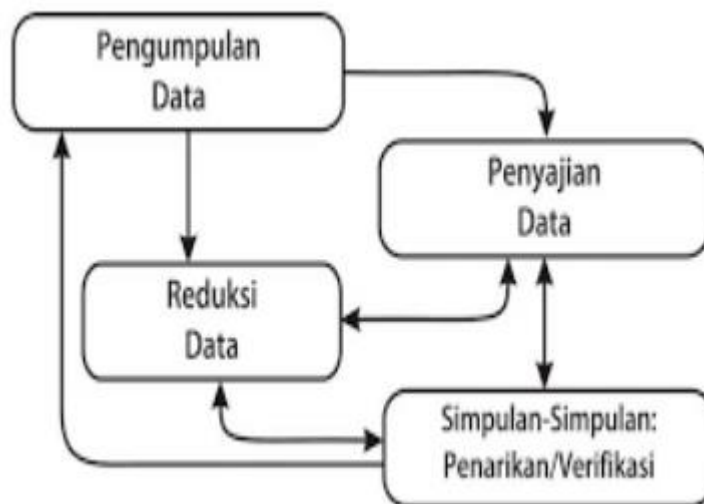 Pengumpulan
Data
Penyajian
Data
Reduksi
Data
Simpulan-Simpulan:
Penarikan/Verifikasi